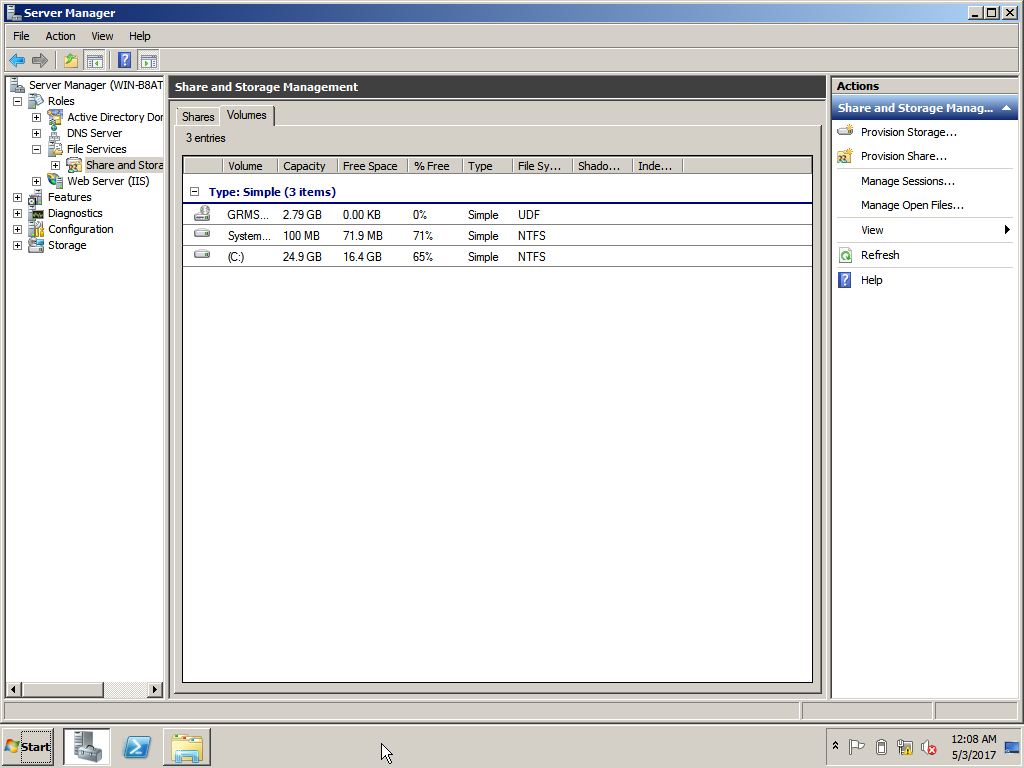 Server Manager
File Action View Help
Server Manager (WIN-B8AT
Roles
Active Directory Dor
DNS Server
File Services
Share and Stora
Web Server (IIS)
Features
Diagnostics
Configuration
Storage
Share and Storage Management
Shares Volumes
3 entries
Volume Capacity Free Space % Free Type File Sy... Shado... Inde...
Type: Simple (3 items)
GRMS... 2.79 GB 0.00 KB 0% Simple UDF
System... 100 MB 71.9 MB 71% Simple NTFS
(C:) 24.9 GB 16.4 GB 65% Simple NTFS
Actions
Share and Storage Manag...
Provision Storage...
Provision Share...
Manage Sessions...
Manage Open Files...
View
Refresh
Help
Start
12:08 AM
5/3/2017